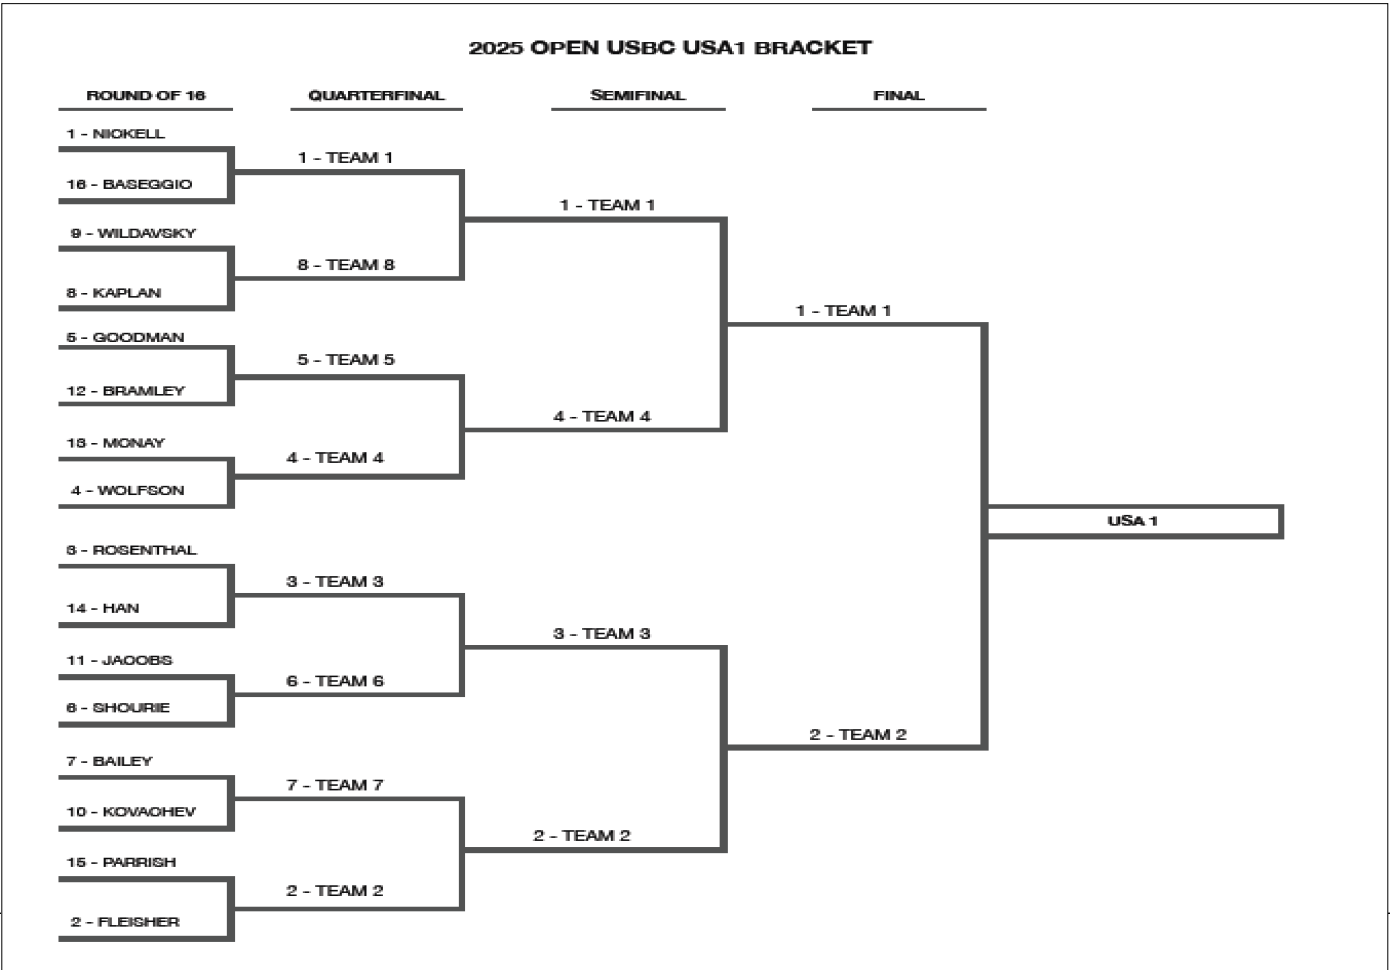 2025 OPEN USBC USA1 BRACKET
ROUND OF 16
QUARTERFINAL
SEMIFINAL
FINAL
1 - NICKELL
16 - BASEGGIO
9 - WILDAVSKY
8 - KAPLAN
5 - GOODMAN
12 - BRAMLEY
13 - MONAY
4 - WOLFSON
3 - ROSENTHAL
14 - HAN
11 - JACOBS
6 - SHOURIE
7 - BAILEY
10 - KOVACHEV
15 - PARRISH
2 - FLEISHER
1 - TEAM 1
8 - TEAM 8
5 - TEAM 5
4 - TEAM 4
3 - TEAM 3
6 - TEAM 6
7 - TEAM 7
2 - TEAM 2
1 - TEAM 1
4 - TEAM 4
3 - TEAM 3
2 - TEAM 2
1 - TEAM 1
2 - TEAM 2
USA 1